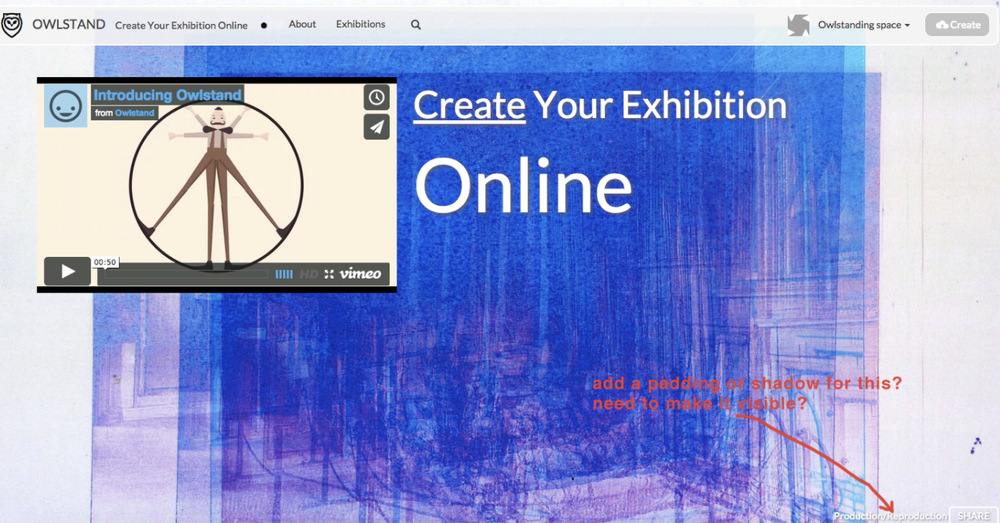 OWLSTAND Create Your Exhibition Online About Exhibitions Owlstanding space Create
Introducing Owlstand
from Owlstand
Create Your Exhibition
Online
00:50
HD vimeo
add a padding or shadow for this?
need to make it visible?
Production/Reproduction SHARE